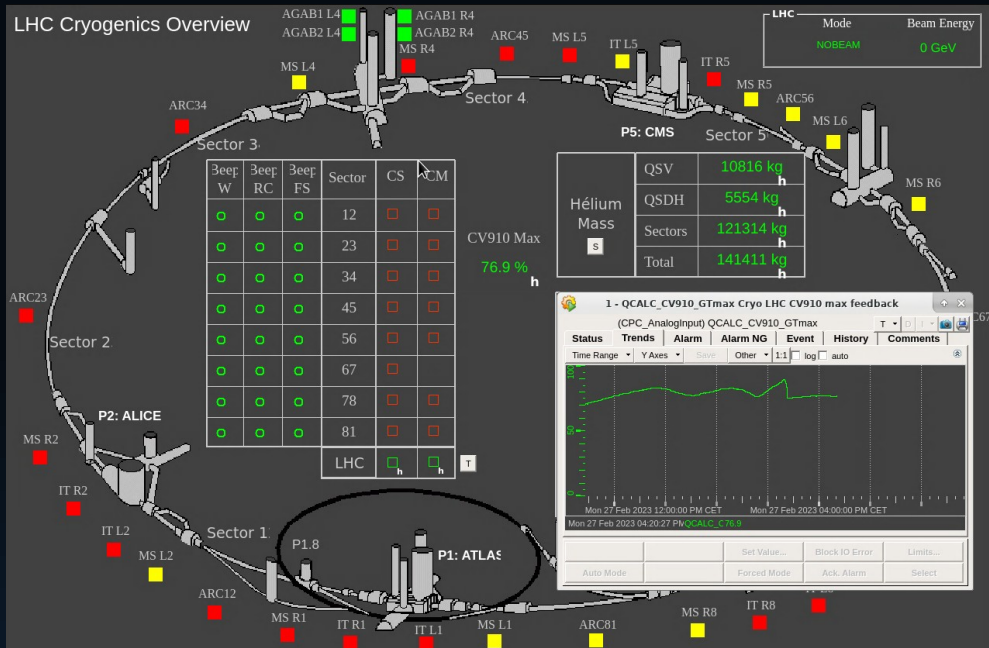 LHC Cryogenics Overview
AGAB1 L4
AGAB2 L4
AGAB1 R4
AGAB2 R4
MS R4
MS L4
ARC45
MS L5
IT L5
IT R5
MS R5
ARC56
MS L6
MS R6
LHC
Mode
Beam Energy
NOBEAM
0 GeV
ARC34
Sector 3
Sector 4
P5: CMS
Sector 5
Beep W
Beep RC
Beep FS
Sector
CS
CM
12
23
34
45
56
67
78
81
LHC
h
h
T
CV910 Max
76.9 %
h
Hélium Mass
S
QSV
10816 kg
h
QSDH
5554 kg
h
Sectors
121314 kg
h
Total
141411 kg
h
ARC23
Sector 2
P2: ALICE
MS R2
IT R2
IT L2
MS L2
Sector 1
P1.8
P1: ATLAS
ARC12
MS R1
IT R1
IT L1
MS L1
ARC81
MS R8
IT R8
1 - QCALC_CV910_GTmax Cryo LHC CV910 max feedback
(CPC_AnalogInput) QCALC_CV910_GTmax
T
D
I
Status Trends Alarm Alarm NG Event History Comments
Time Range Y Axes Save Other 1:1 log auto
100
50
0
Mon 27 Feb 2023 12:00:00 PM CET
Mon 27 Feb 2023 04:00:00 PM CET
Mon 27 Feb 2023 04:20:27 PM QCALC_C76.9
Set Value... Block IO Error Limits...
Auto Mode Forced Mode Ack. Alarm Select